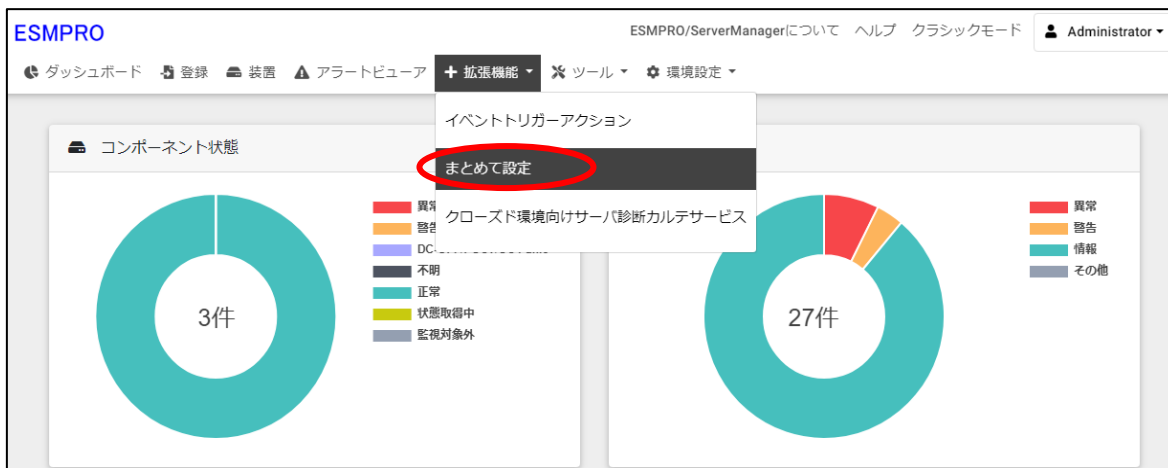 ESMPRO
ESMPRO/ServerManagerについて ヘルプ クラシックモード Administrator
ダッシュボード 登録 装置 アラートビューア 拡張機能 ツール 環境設定
イベントトリガーアクション
まとめて設定
クローズド環境向けサーバ診断カルテサービス
コンポーネント状態
異常
警告
不明
正常
状態取得中
監視対象外
3件
異常
警告
情報
その他
27件